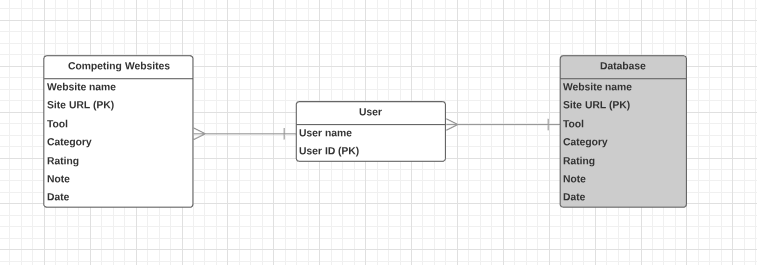 Competing Websites
Website name
Site URL (PK)
Tool
Category
Rating
Note
Date
User
User name
User ID (PK)
Database
Website name
Site URL (PK)
Tool
Category
Rating
Note
Date